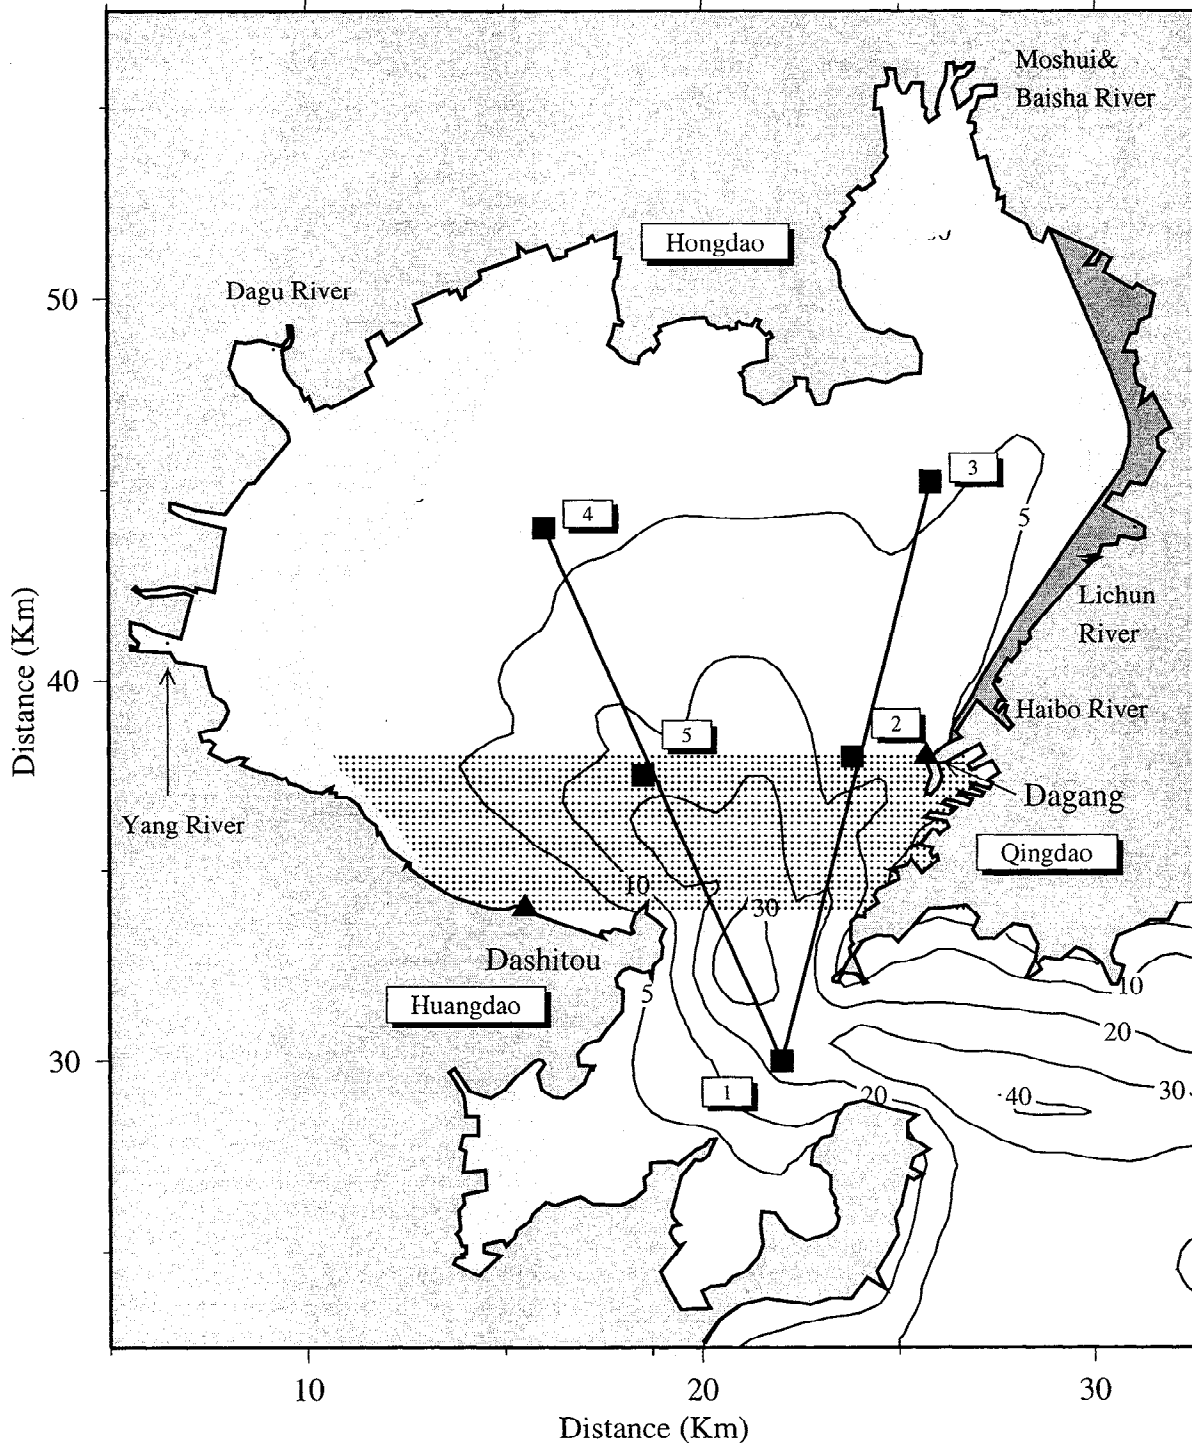 Moshui&
Baisha River
Hongdao
50
Dagu River
3
4
5
Lichun
River
40
Haibo River
2
5
Dagang
Yang River
Qingdao
10
30
Dashitou
5
10
Huangdao
20
30
1
20
40
30
10
20
30
Distance (Km)
Distance (Km)